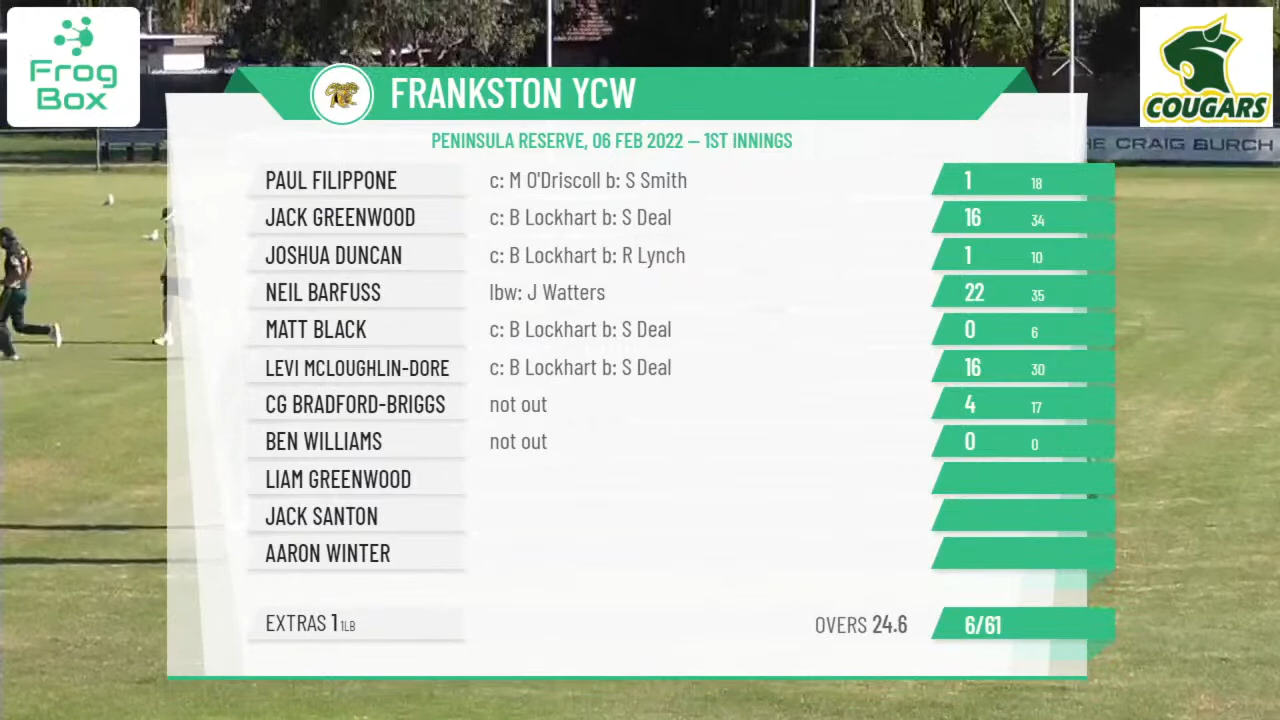 Frog Box
COUGARS
FRANKSTON YCW
PENINSULA RESERVE, 06 FEB 2022 – 1ST INNINGS
HE CRAIG BURCH
PAUL FILIPPONE c: M O'Driscoll b: S Smith 1 18
JACK GREENWOOD c: B Lockhart b: S Deal 16 34
JOSHUA DUNCAN c: B Lockhart b: R Lynch 1 10
NEIL BARFUSS lbw: J Watters 22 35
MATT BLACK c: B Lockhart b: S Deal 0 6
LEVI MCLOUGHLIN-DORE c: B Lockhart b: S Deal 16 30
CG BRADFORD-BRIGGS not out 4 17
BEN WILLIAMS not out 0 0
LIAM GREENWOOD
JACK SANTON
AARON WINTER
EXTRAS 1 1LB OVERS 24.6 6/61